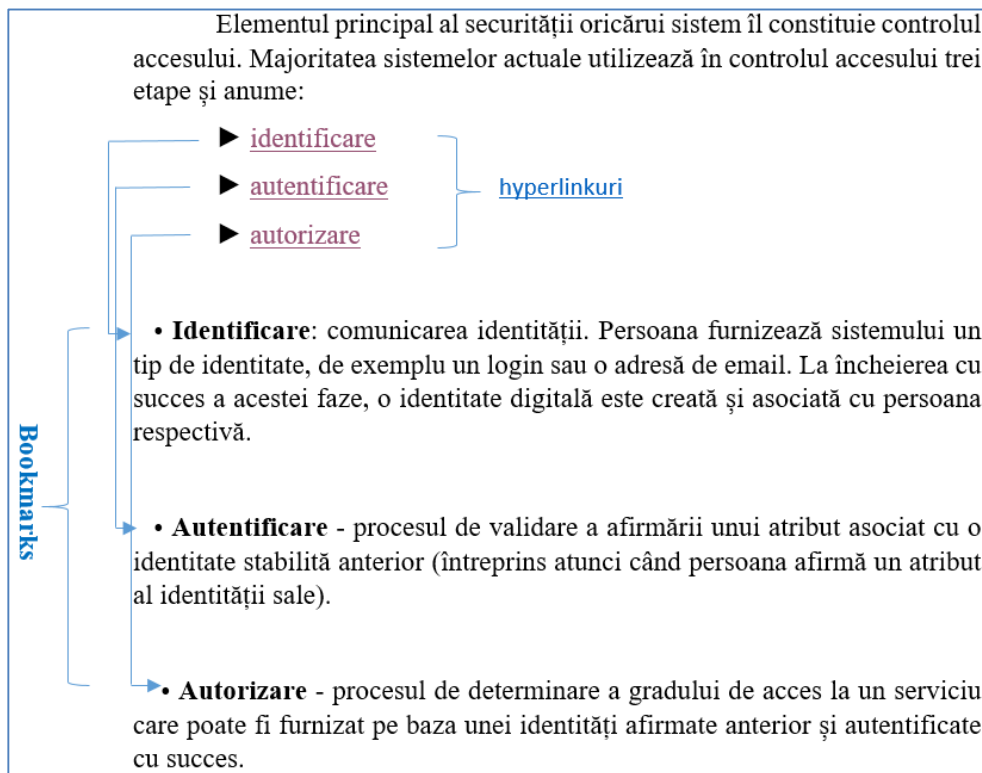 Elementul principal al securității oricărui sistem îl constituie controlul
accesului. Majoritatea sistemelor actuale utilizează în controlul accesului trei
etape și anume:
► identificare
► autentificare
hyperlinkuri
► autorizare
Bookmarks
• Identificare: comunicarea identității. Persoana furnizează sistemului un
tip de identitate, de exemplu un login sau o adresă de email. La încheierea cu
succes a acestei faze, o identitate digitală este creată și asociată cu persoana
respectivă.
• Autentificare - procesul de validare a afirmării unui atribut asociat cu o
identitate stabilită anterior (întreprins atunci când persoana afirmă un atribut
al identității sale).
• Autorizare - procesul de determinare a gradului de acces la un serviciu
care poate fi furnizat pe baza unei identități afirmate anterior și autentificate
cu succes.